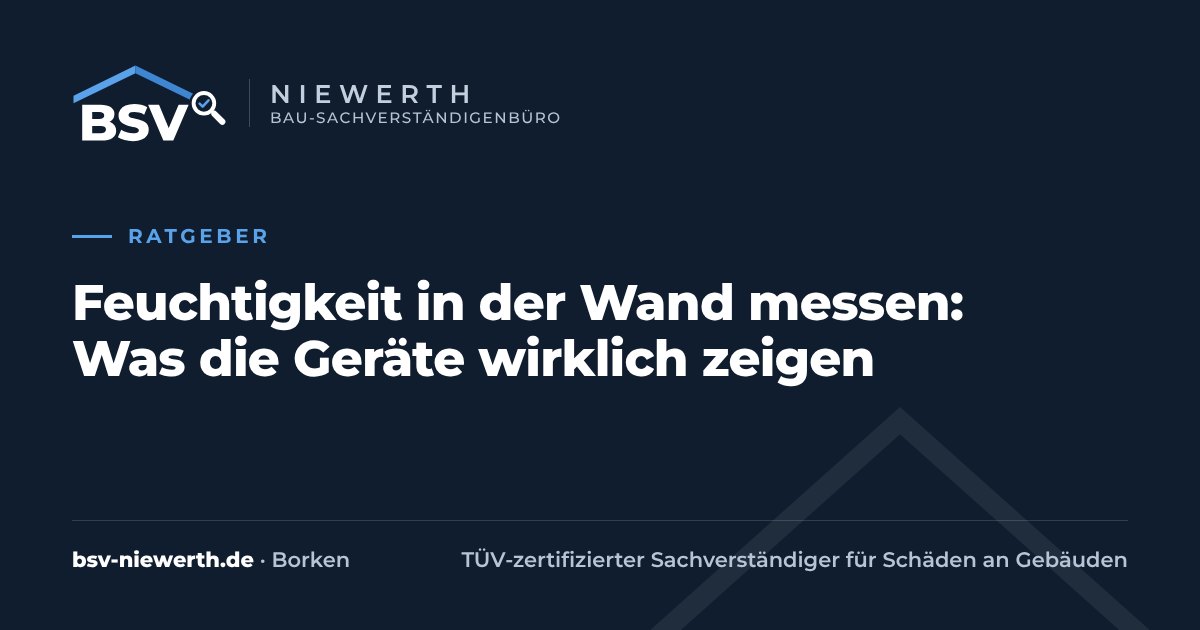 BSV
NIEWERTH
BAU-SACHVERSTÄNDIGENBÜRO
RATGEBER
Feuchtigkeit in der Wand messen:
Was die Geräte wirklich zeigen
bsv-niewerth.de · Borken
TÜV-zertifizierter Sachverständiger für Schäden an Gebäuden